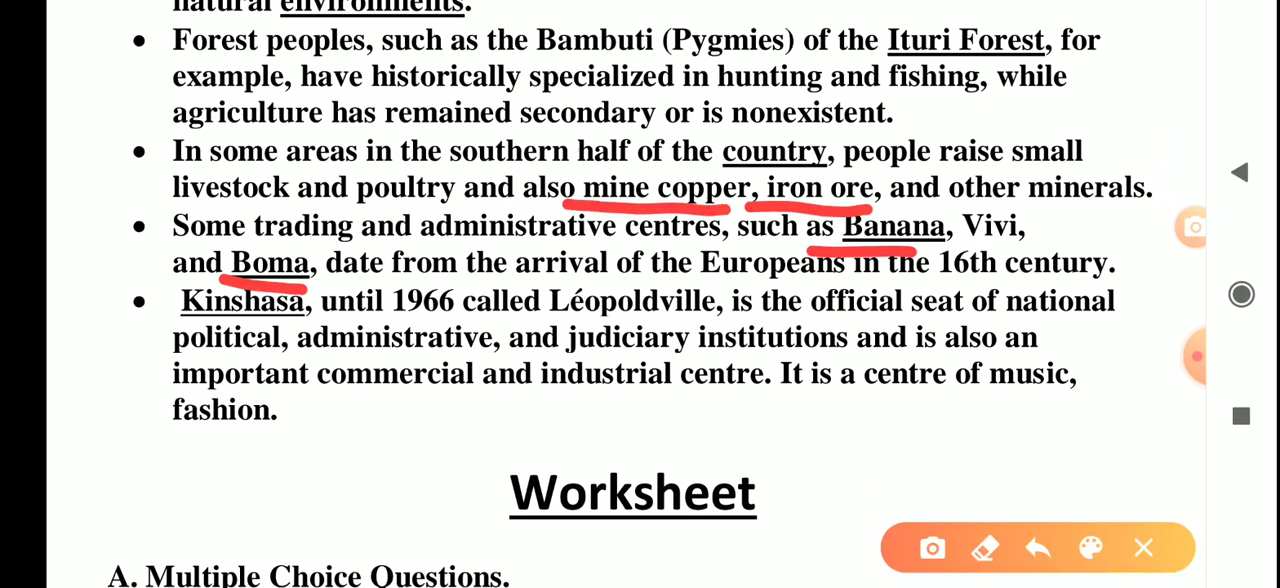 natural environments.
• Forest peoples, such as the Bambuti (Pygmies) of the Ituri Forest, for
example, have historically specialized in hunting and fishing, while
agriculture has remained secondary or is nonexistent.
• In some areas in the southern half of the country, people raise small
livestock and poultry and also mine copper, iron ore, and other minerals.
• Some trading and administrative centres, such as Banana, Vivi,
and Boma, date from the arrival of the Europeans in the 16th century.
• Kinshasa, until 1966 called Léopoldville, is the official seat of national
political, administrative, and judiciary institutions and is also an
important commercial and industrial centre. It is a centre of music,
fashion.
Worksheet
A. Multiple Choice Questions.